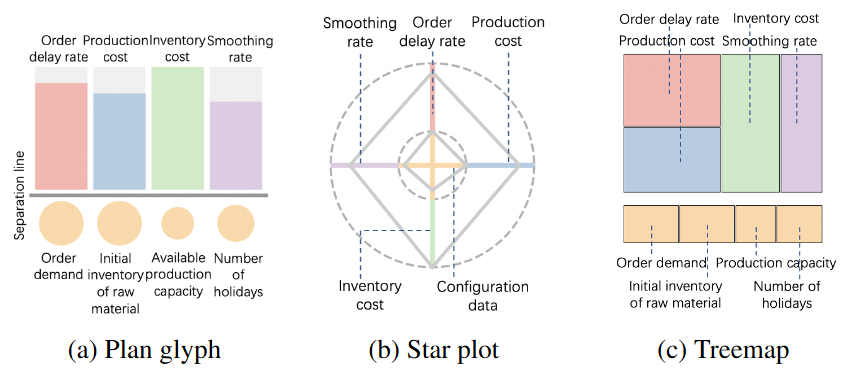 Order
delay rate
Production
cost
Inventory
cost
Smoothing
rate
Separation line
Order
demand
Initial
inventory
of raw
material
Available
production
capacity
Number
of
holidays
(a) Plan glyph
Smoothing
rate
Order
delay rate
Production
cost
Inventory
cost
Configuration
data
(b) Star plot
Order delay rate
Inventory cost
Production cost
Smoothing rate
Order demand
Production capacity
Initial inventory
of raw material
Number of
holidays
(c) Treemap